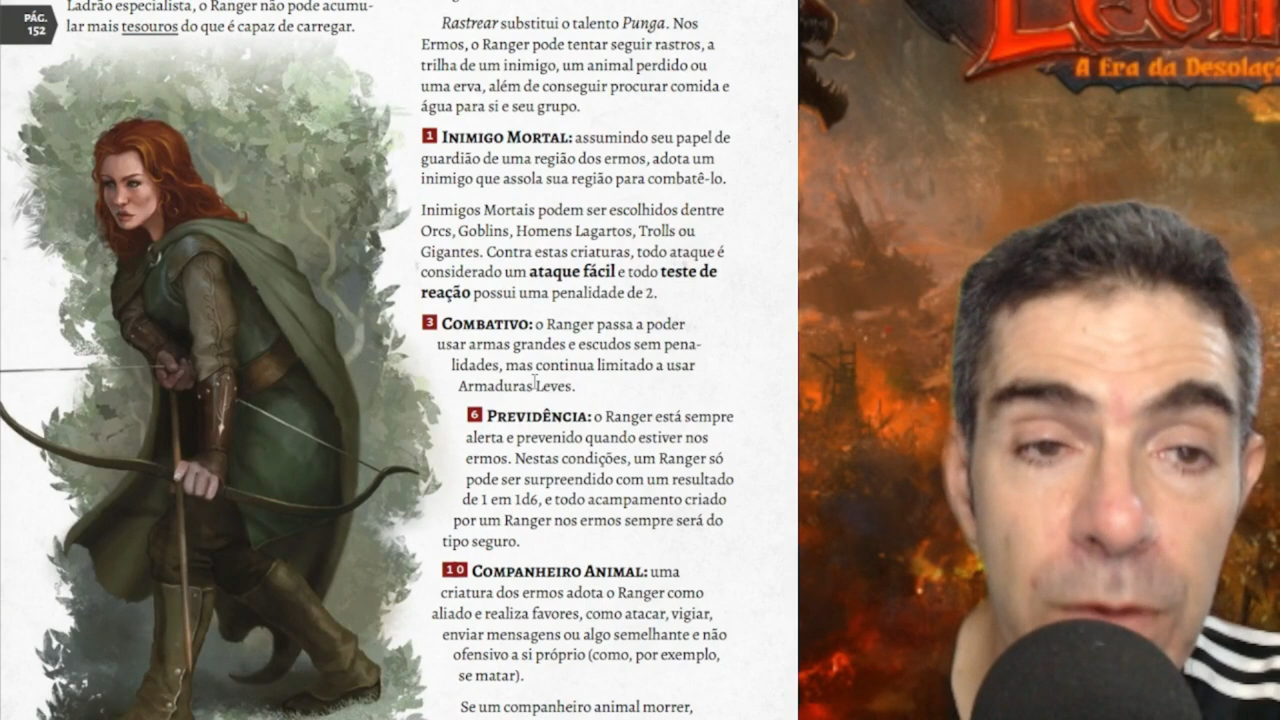 PÁG.
152
Ladrão especialista, o Ranger não pode acumu-
lar mais tesouros do que é capaz de carregar.
Rastrear substitui o talento Punga. Nos
Ermos, o Ranger pode tentar seguir rastros, a
trilha de um inimigo, um animal perdido ou
uma erva, além de conseguir procurar comida e
água para si e seu grupo.
1 INIMIGO MORTAL: assumindo seu papel de
guardião de uma região dos ermos, adota um
inimigo que assola sua região para combatê-lo.
Inimigos Mortais podem ser escolhidos dentre
Orcs, Goblins, Homens Lagartos, Trolls ou
Gigantes. Contra estas criaturas, todo ataque é
considerado um ataque fácil e todo teste de
reação possui uma penalidade de 2.
3 COMBATIVO: o Ranger passa a poder
usar armas grandes e escudos sem pena-
lidades, mas continua limitado a usar
Armaduras Leves.
6 PREVIDÊNCIA: o Ranger está sempre
alerta e prevenido quando estiver nos
ermos. Nestas condições, um Ranger só
pode ser surpreendido com um resultado
de 1 em 1d6, e todo acampamento criado
por um Ranger nos ermos sempre será do
tipo seguro.
10 COMPANHEIRO ANIMAL: uma
criatura dos ermos adota o Ranger como
aliado e realiza favores, como atacar, vigiar,
enviar mensagens ou algo semelhante e não
ofensivo a si próprio (como, por exemplo,
se matar).
Se um companheiro animal morrer,
A Era da Desolaç